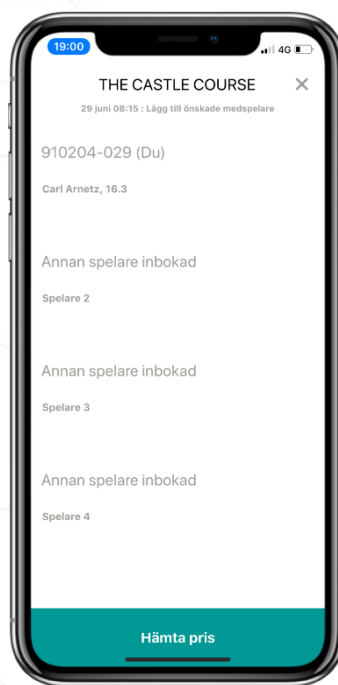 19:00
4G
THE CASTLE COURSE
29 juni 08:15 : Lägg till önskade medspelare
910204-029 (Du)
Carl Arnetz, 16.3
Annan spelare inbokad
Spelare 2
Annan spelare inbokad
Spelare 3
Annan spelare inbokad
Spelare 4
Hämta pris